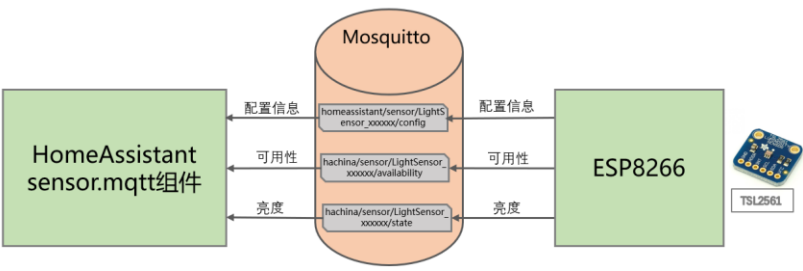 Mosquitto
配置信息
homeassistant/sensor/LightS
ensor_xxxxxx/config
配置信息
HomeAssistant
sensor.mqtt组件
可用性
hachina/sensor/LightSensor_
xxxxxx/availability
可用性
ESP8266
亮度
hachina/sensor/LightSensor_
xxxxxx/state
亮度
TSL2561